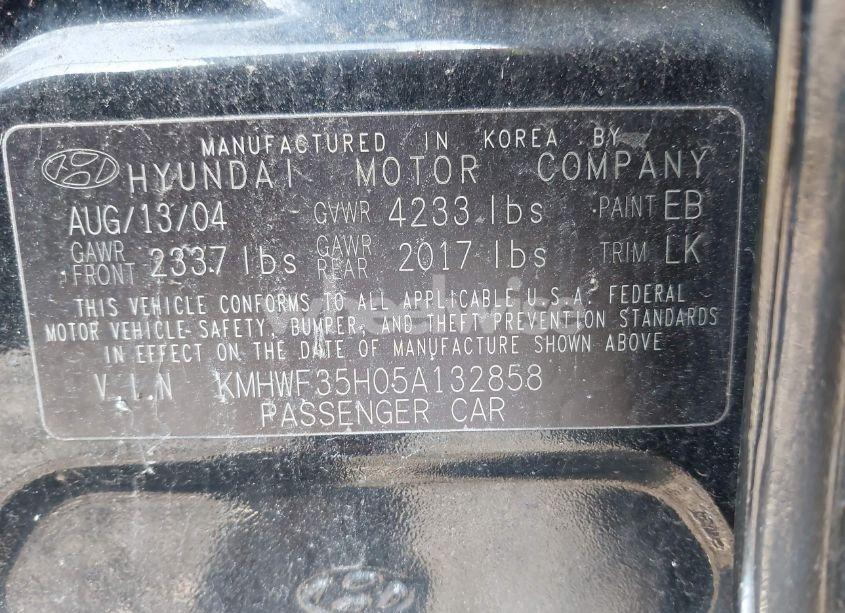 MANUFACTURED IN KOREA BY
HYUNDAI MOTOR COMPANY
AUG/13/04 GVWR 4233 lbs PAINT EB
GAWR FRONT 2337 lbs GAWR REAR 2017 lbs TRIM LK
THIS VEHICLE CONFORMS TO ALL APPLICABLE U.S.A. FEDERAL
MOTOR VEHICLE SAFETY, BUMPER, AND THEFT PREVENTION STANDARDS
IN EFFECT ON THE DATE OF MANUFACTURE SHOWN ABOVE
V.I.N KMHWF35H05A132858
PASSENGER CAR